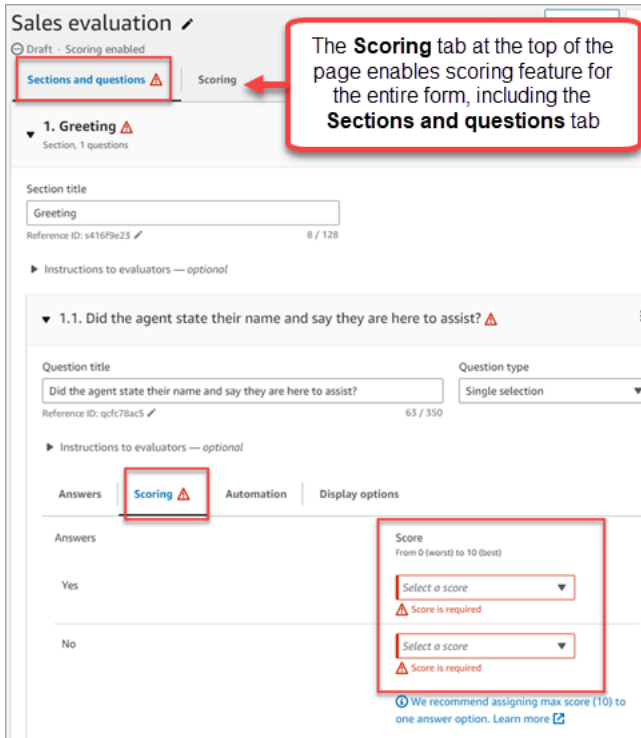 Sales evaluation
Draft · Scoring enabled
The Scoring tab at the top of the
page enables scoring feature for
the entire form, including the
Sections and questions tab
Sections and questions
Scoring
1. Greeting
Section, 1 questions
Section title
Greeting
Reference ID: s416f9e23
8 / 128
Instructions to evaluators — optional
1.1. Did the agent state their name and say they are here to assist?
Question title
Question type
Did the agent state their name and say they are here to assist?
Single selection
Reference ID: qcfc78ac5
63 / 350
Instructions to evaluators — optional
Answers
Scoring
Automation
Display options
Answers
Score
From 0 (worst) to 10 (best)
Yes
Select a score
Score is required
No
Select a score
Score is required
We recommend assigning max score (10) to
one answer option. Learn more